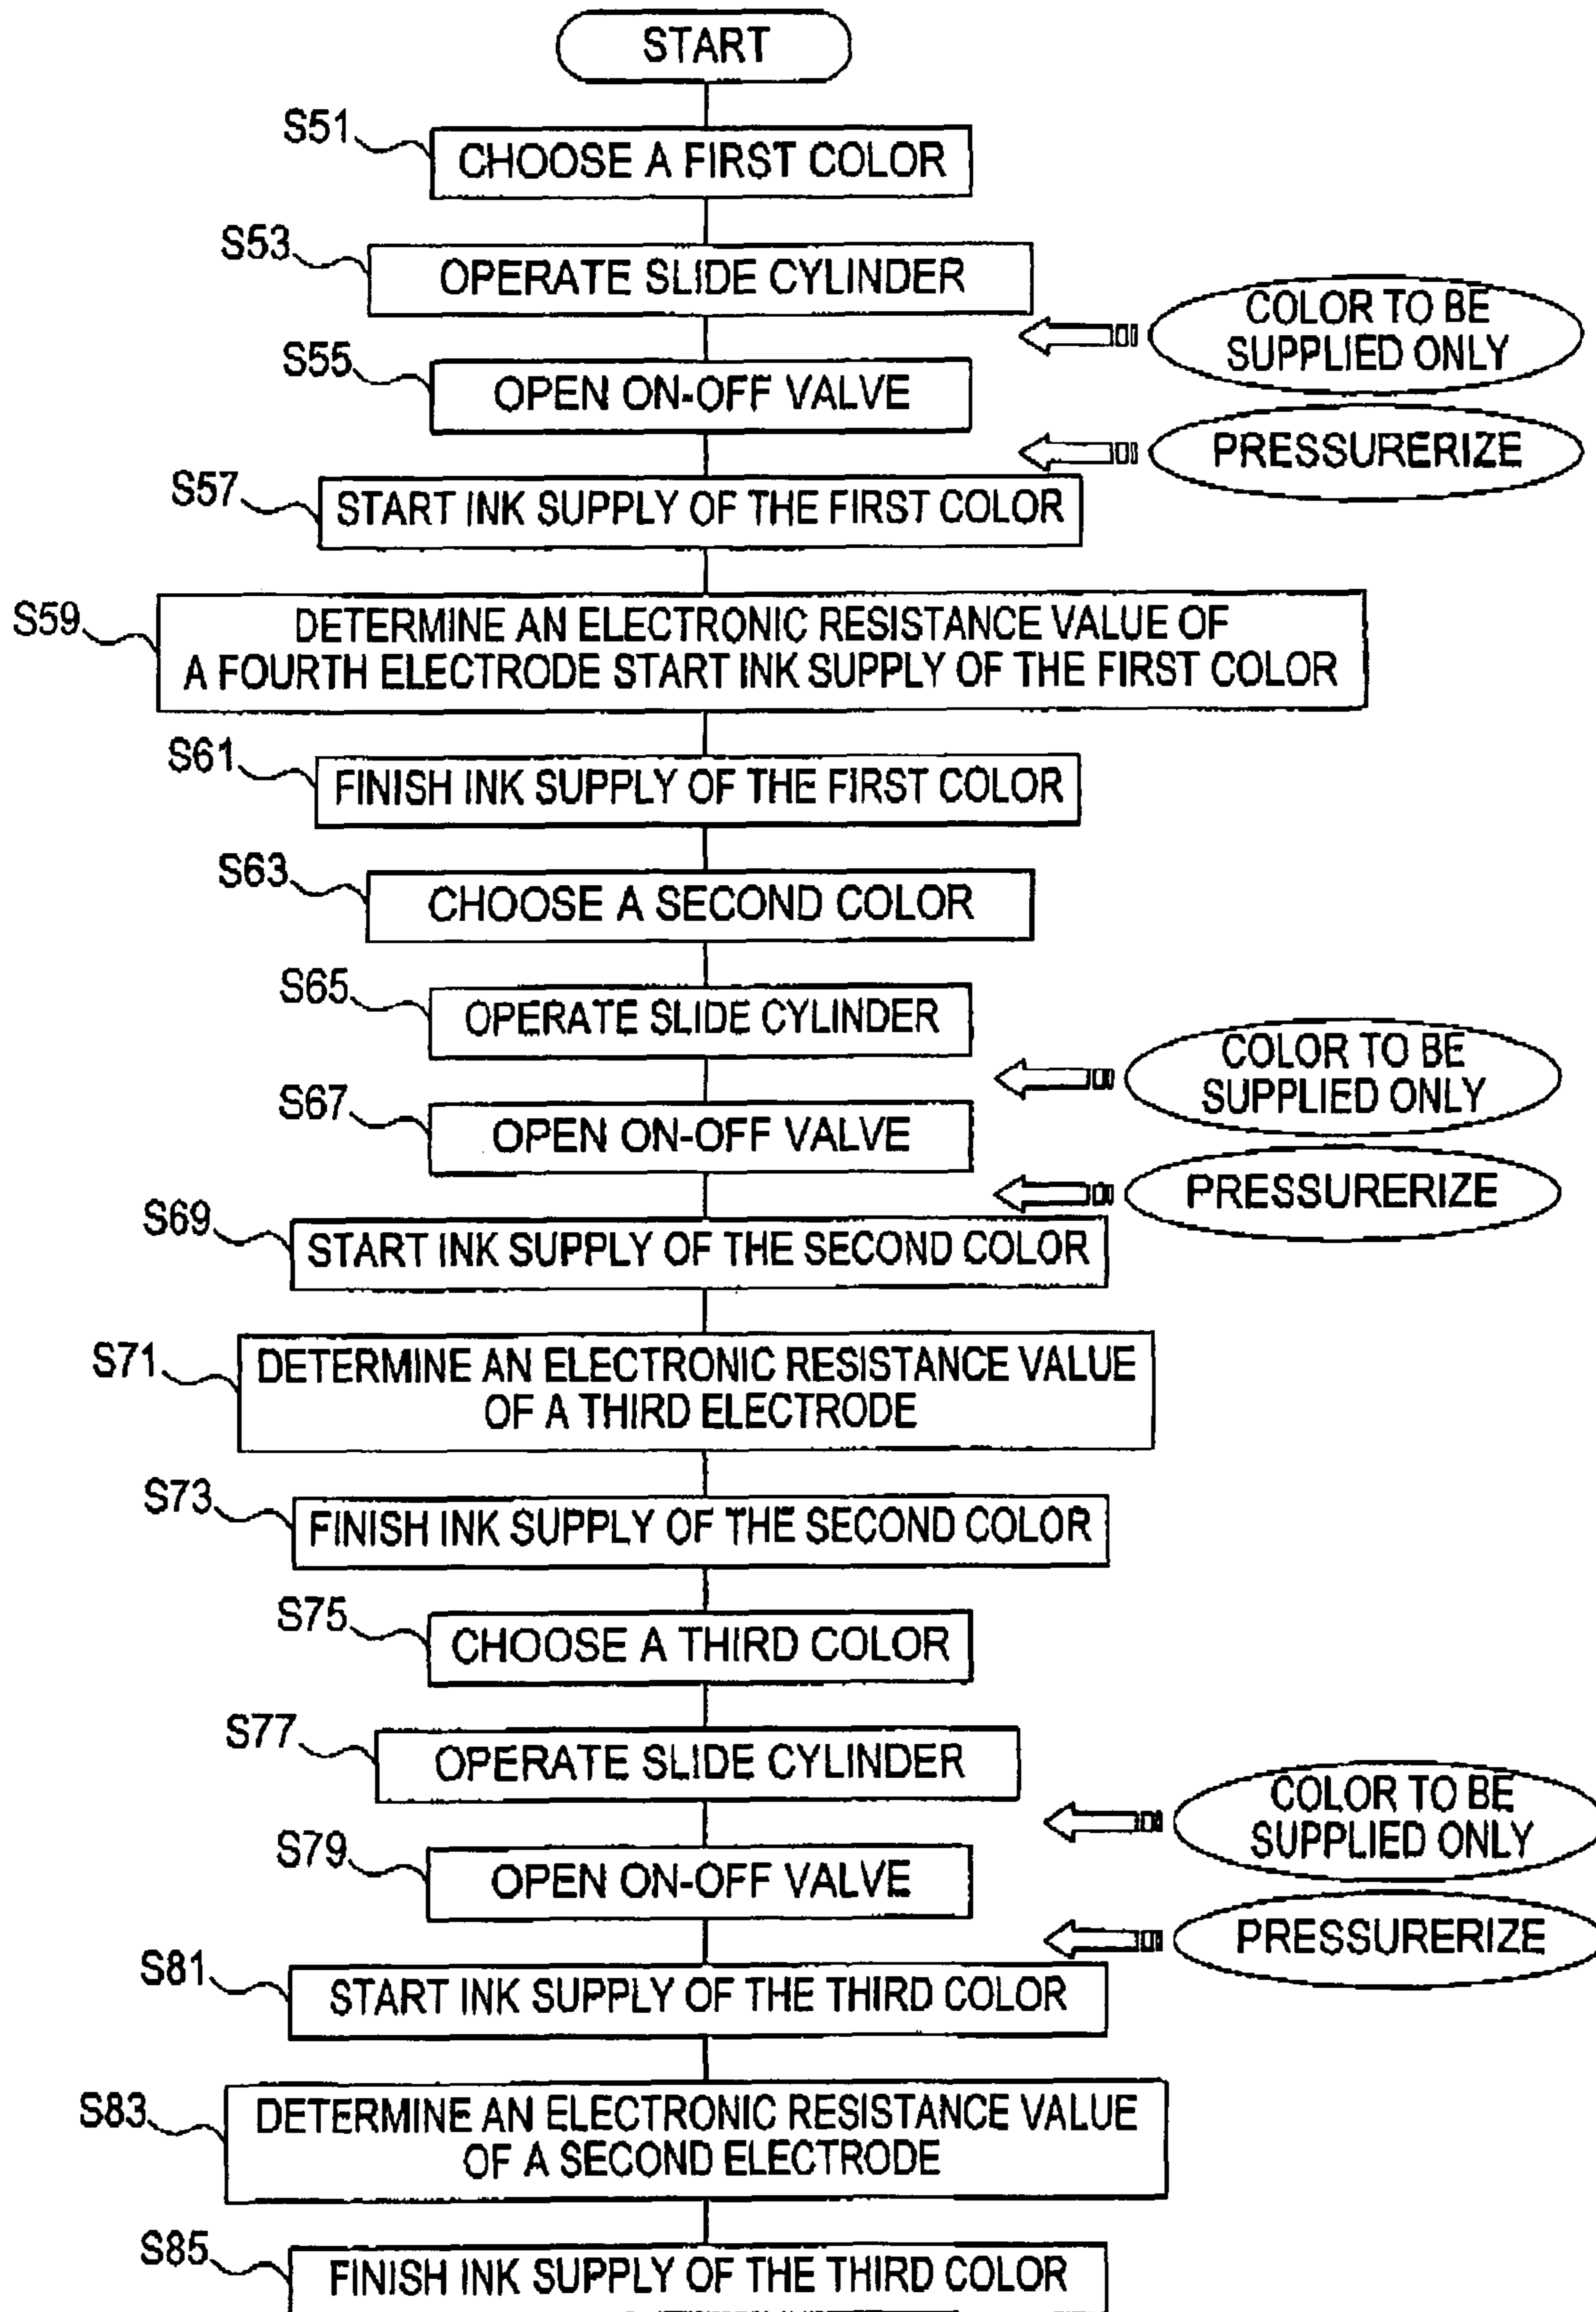 START
S51
CHOOSE A FIRST COLOR
S53
OPERATE SLIDE CYLINDER
COLOR TO BE
SUPPLIED ONLY
S55
OPEN ON-OFF VALVE
PRESSURERIZE
S57
START INK SUPPLY OF THE FIRST COLOR
S59
DETERMINE AN ELECTRONIC RESISTANCE VALUE OF
A FOURTH ELECTRODE START INK SUPPLY OF THE FIRST COLOR
S61
FINISH INK SUPPLY OF THE FIRST COLOR
S63
CHOOSE A SECOND COLOR
S65
OPERATE SLIDE CYLINDER
COLOR TO BE
SUPPLIED ONLY
S67
OPEN ON-OFF VALVE
PRESSURERIZE
S69
START INK SUPPLY OF THE SECOND COLOR
S71
DETERMINE AN ELECTRONIC RESISTANCE VALUE
OF A THIRD ELECTRODE
S73
FINISH INK SUPPLY OF THE SECOND COLOR
S75
CHOOSE A THIRD COLOR
S77
OPERATE SLIDE CYLINDER
COLOR TO BE
SUPPLIED ONLY
S79
OPEN ON-OFF VALVE
PRESSURERIZE
S81
START INK SUPPLY OF THE THIRD COLOR
S83
DETERMINE AN ELECTRONIC RESISTANCE VALUE
OF A SECOND ELECTRODE
S85
FINISH INK SUPPLY OF THE THIRD COLOR